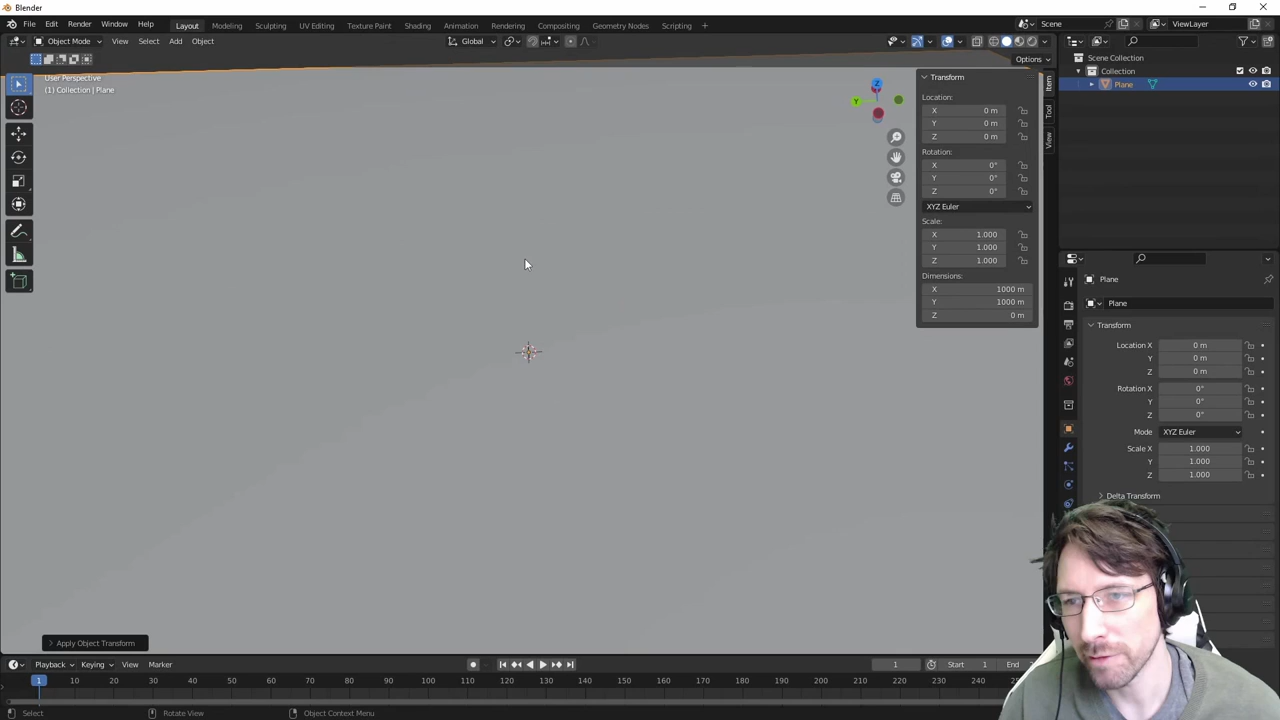 Blender
File Edit Render Window Help
Layout Modeling Sculpting UV Editing Texture Paint Shading Animation Rendering Compositing Geometry Nodes Scripting +
Scene ViewLayer
Object Mode View Select Add Object
Global
Options
User Perspective
(1) Collection | Plane
Transform
Location:
X 0 m
Y 0 m
Z 0 m
Rotation:
X 0°
Y 0°
Z 0°
XYZ Euler
Scale:
X 1.000
Y 1.000
Z 1.000
Dimensions:
X 1000 m
Y 1000 m
Z 0 m
Item
Tool
View
Z
Y
Scene Collection
Collection
Plane
Plane
Plane
Transform
Location X 0 m
Y 0 m
Z 0 m
Rotation X 0°
Y 0°
Z 0°
Mode XYZ Euler
Scale X 1.000
Y 1.000
Z 1.000
Delta Transform
Apply Object Transform
Playback Keying View Marker
1 Start 1 End
1 10 20 30 40 50 60 70 80 90 100 110 120 130 140 150 160 170 180 190 200 210 220 230
Select Rotate View Object Context Menu